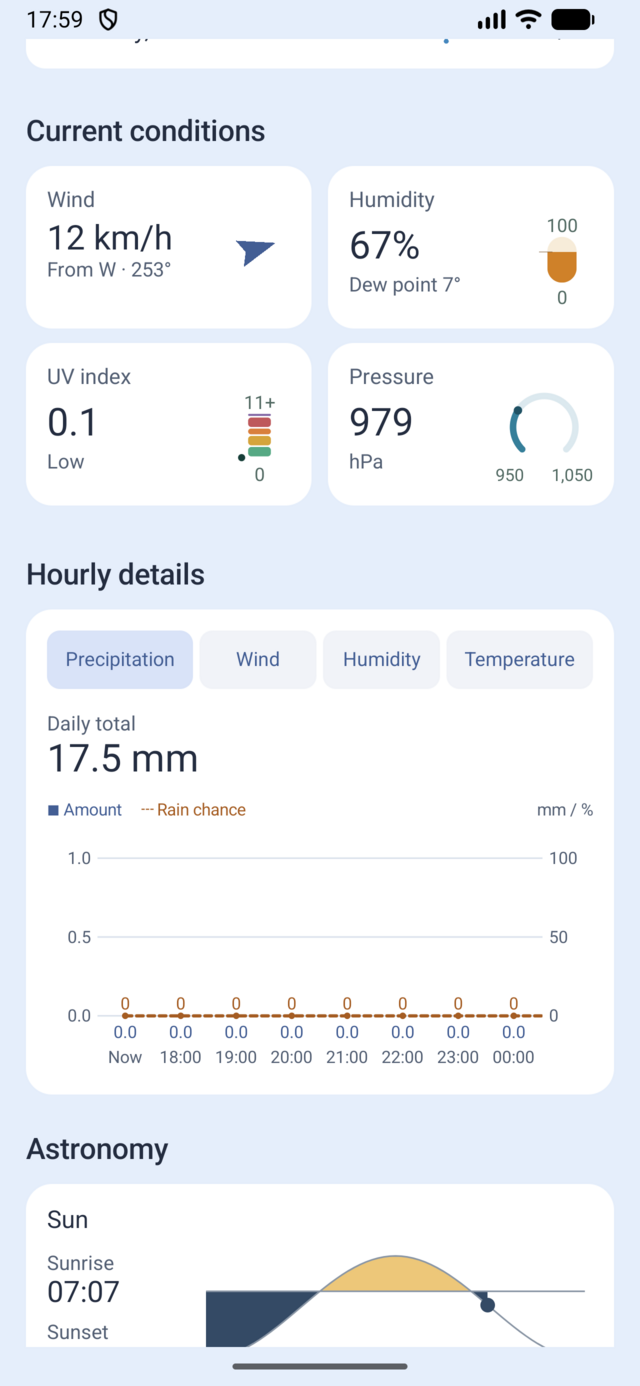 17:59
Current conditions
Wind
12 km/h
From W · 253°
Humidity
67%
Dew point 7°
100
0
UV index
0.1
Low
11+
0
Pressure
979
hPa
950 1,050
Hourly details
Precipitation Wind Humidity Temperature
Daily total
17.5 mm
Amount Rain chance mm / %
1.0 100
0.5 50
0 0 0 0 0 0 0 0
0.0 0
0.0 0.0 0.0 0.0 0.0 0.0 0.0 0.0
Now 18:00 19:00 20:00 21:00 22:00 23:00 00:00
Astronomy
Sun
Sunrise
07:07
Sunset